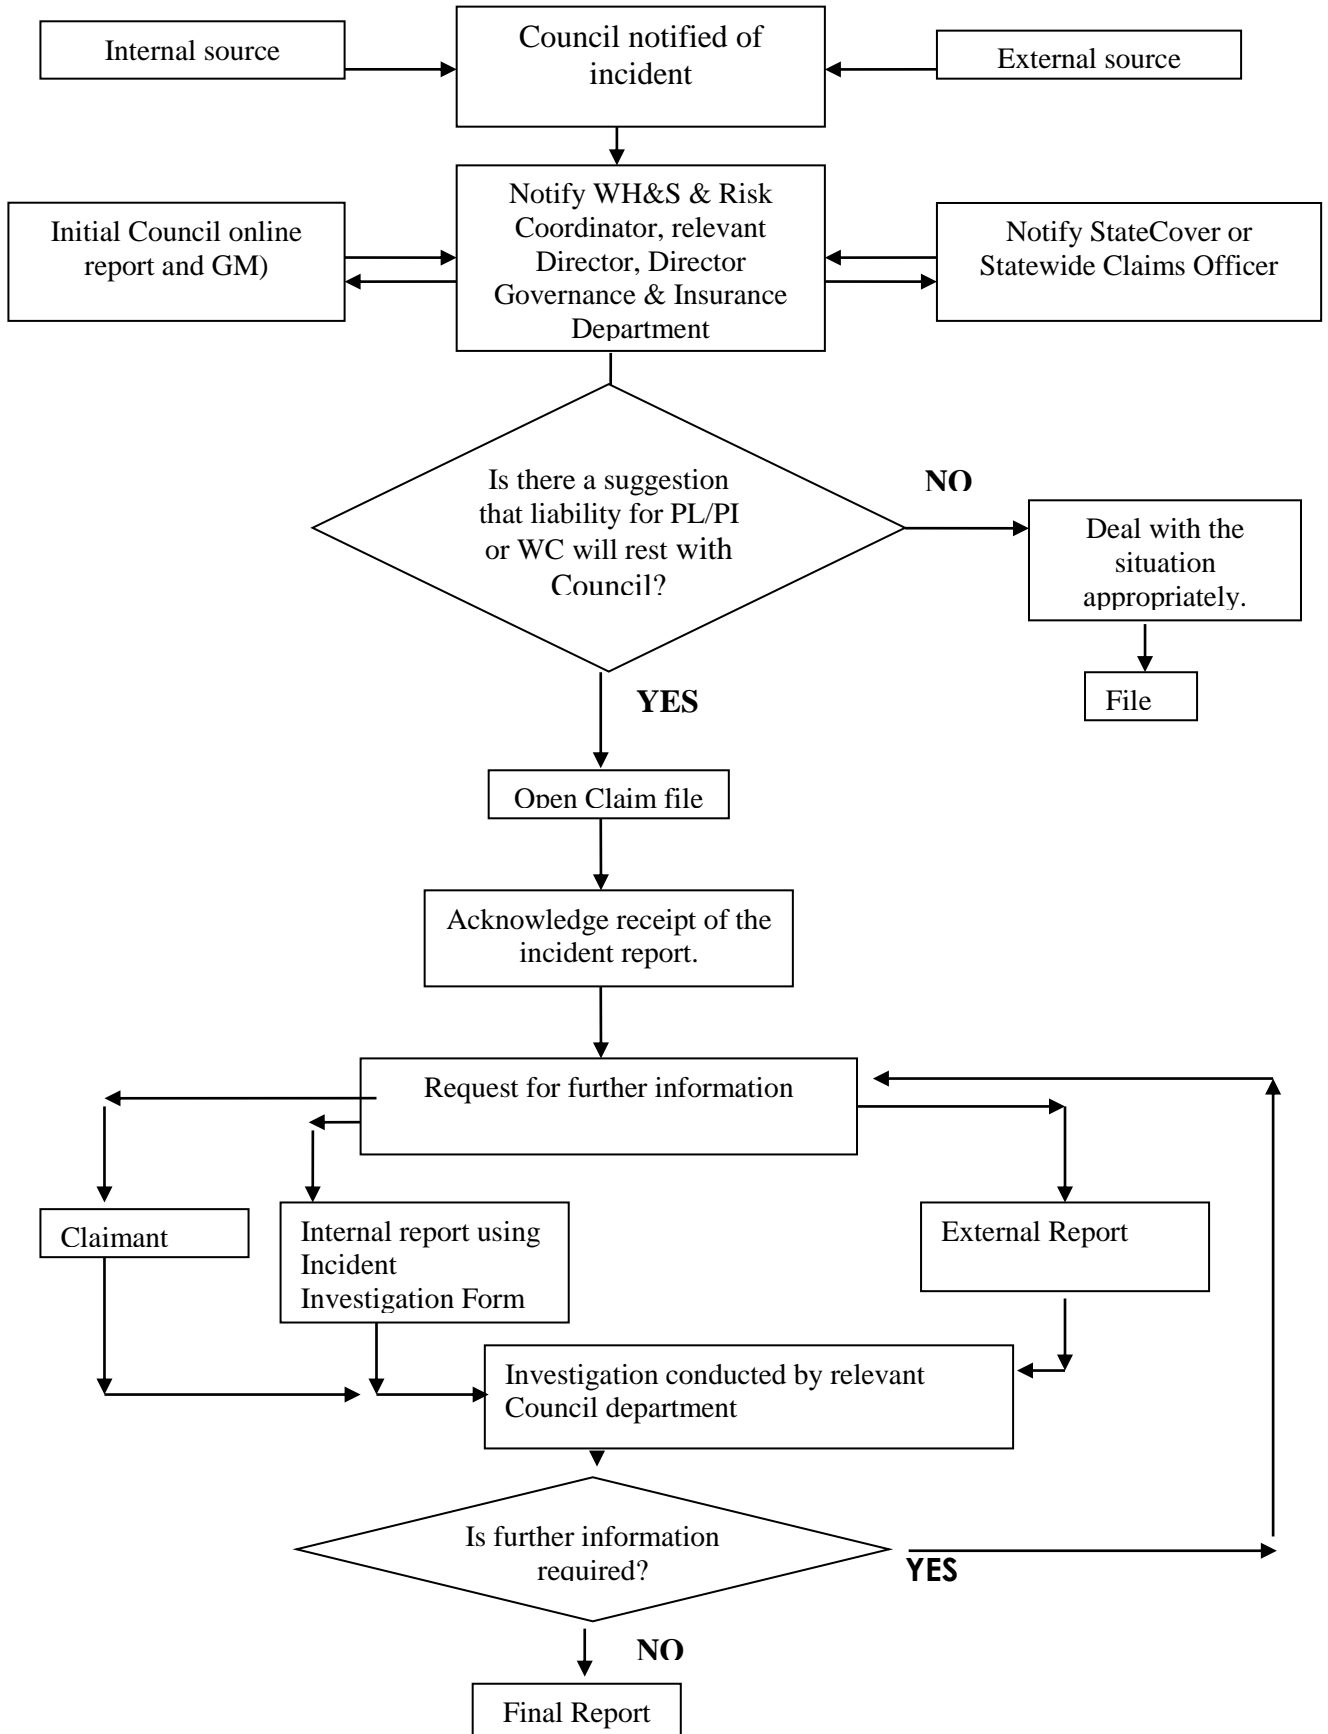 Internal source
Council notified of
incident
External source
Initial Council online
report and GM)
Notify WH&S & Risk
Coordinator, relevant
Director, Director
Governance & Insurance
Department
Notify StateCover or
Statewide Claims Officer
Is there a suggestion
that liability for PL/PI
or WC will rest with
Council?
NO
Deal with the
situation
appropriately.
File
YES
Open Claim file
Acknowledge receipt of the
incident report.
Request for further information
Claimant
Internal report using
Incident
Investigation Form
External Report
Investigation conducted by relevant
Council department
Is further information
required?
YES
NO
Final Report